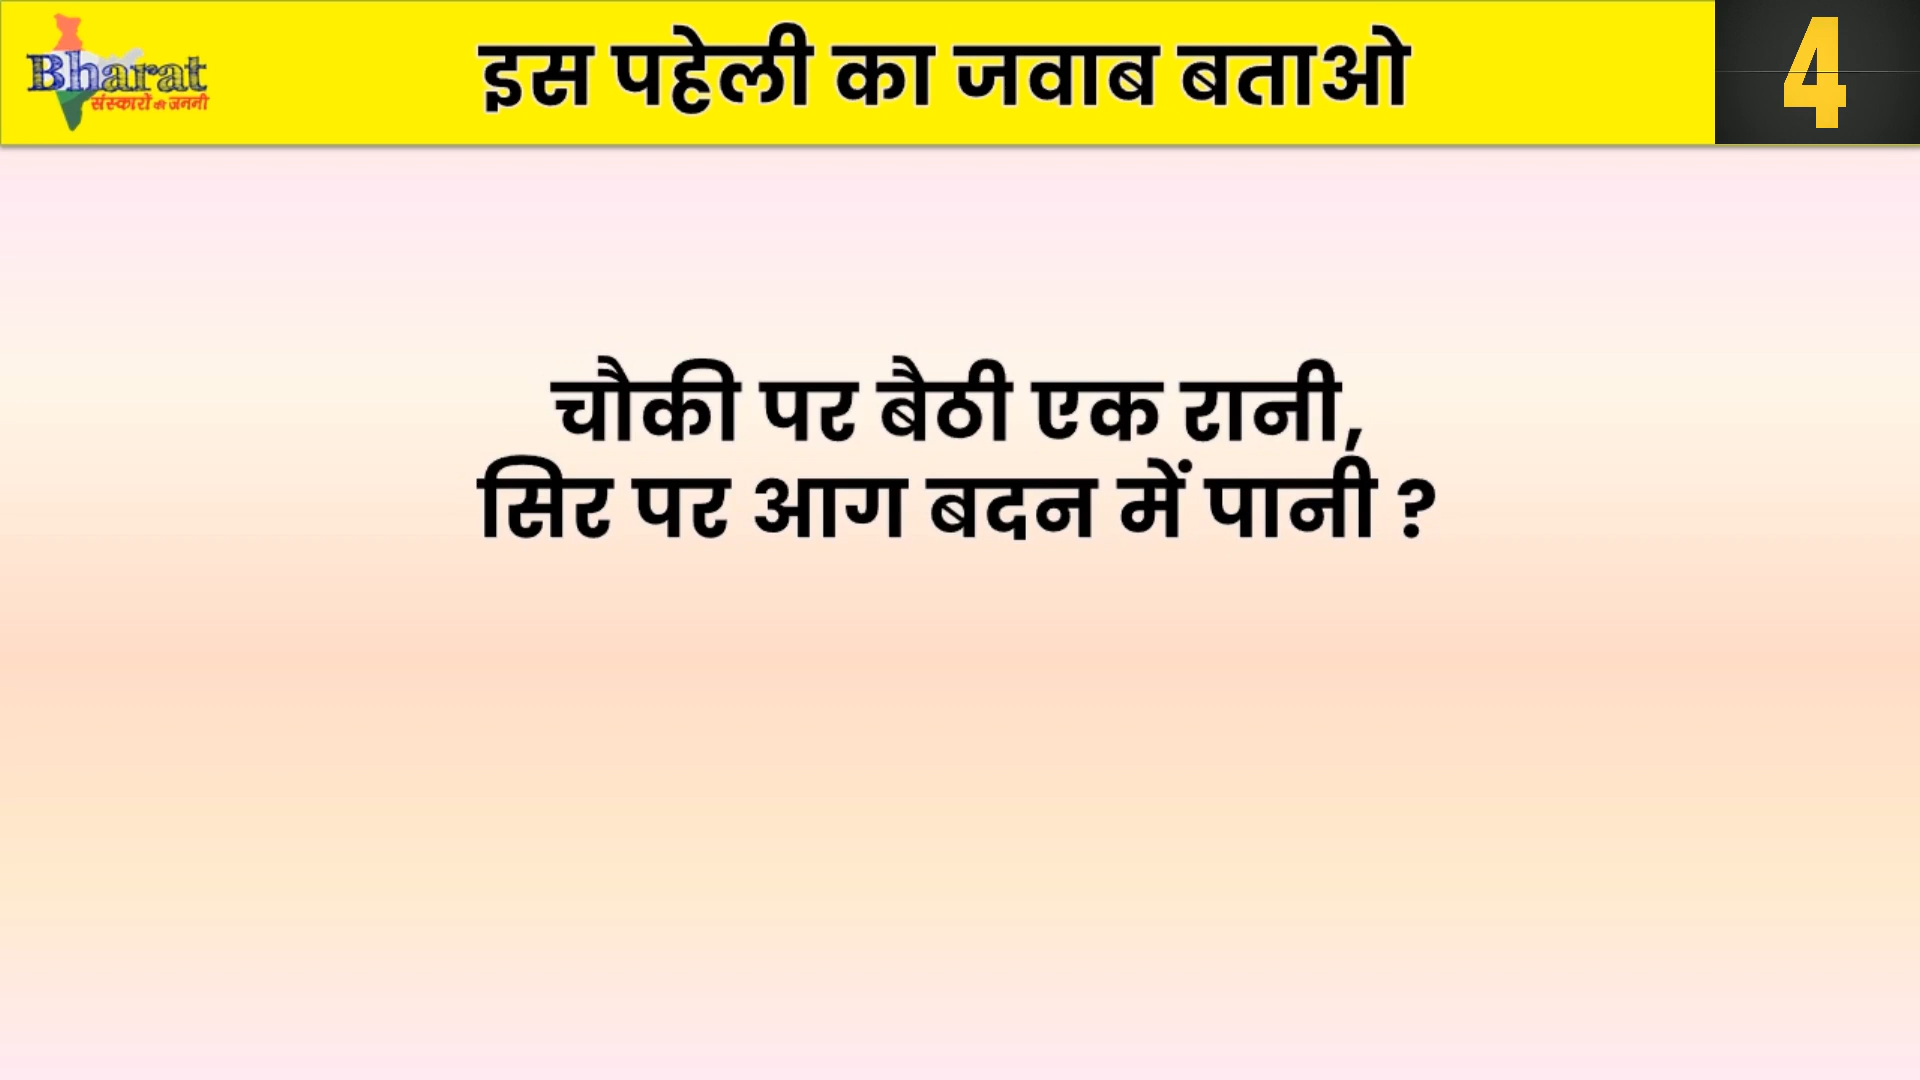 Bharat
संस्कारों की जननी
इस पहेली का जवाब बताओ
4
चौकी पर बैठी एक रानी,
सिर पर आग बदन में पानी ?